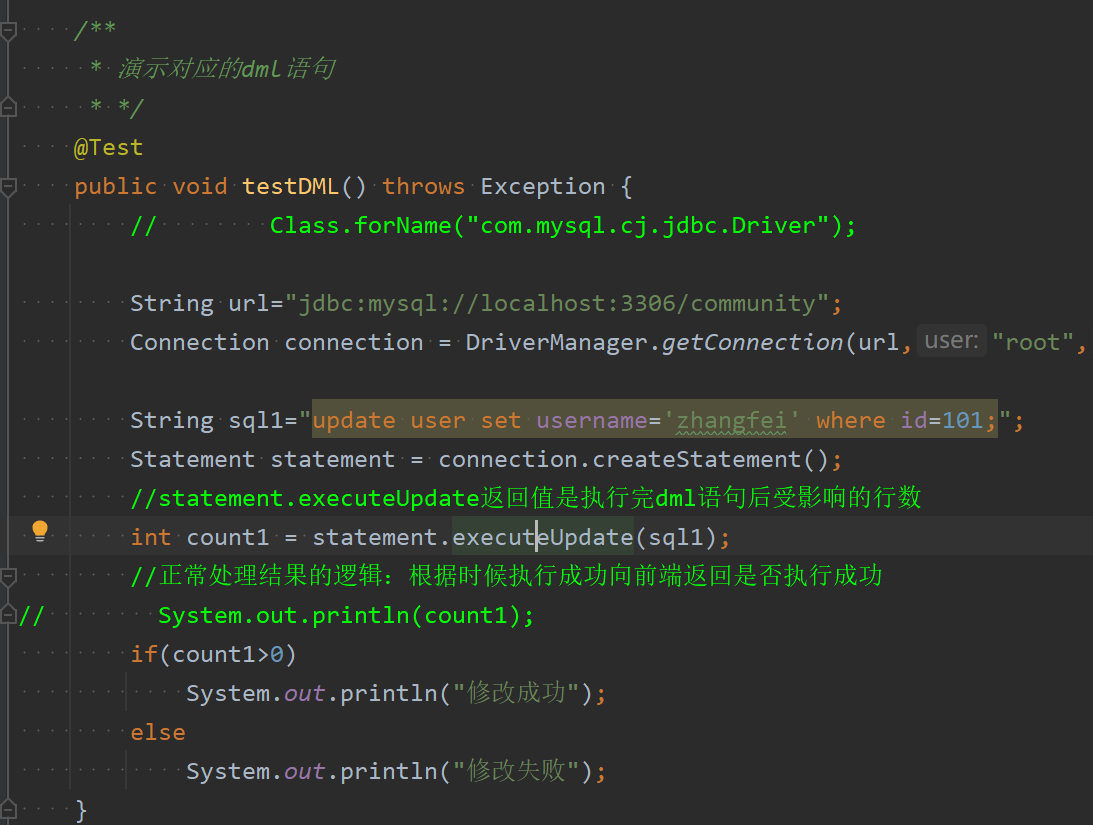 /**
* 演示对应的dml语句
* */
@Test
public void testDML() throws Exception {
// Class.forName("com.mysql.cj.jdbc.Driver");
String url="jdbc:mysql://localhost:3306/community";
Connection connection = DriverManager.getConnection(url, user: "root",
String sql1="update user set username='zhangfei' where id=101;";
Statement statement = connection.createStatement();
//statement.executeUpdate返回值是执行完dml语句后受影响的行数
int count1 = statement.executeUpdate(sql1);
//正常处理结果的逻辑：根据时候执行成功向前端返回是否执行成功
// System.out.println(count1);
if(count1>0)
System.out.println("修改成功");
else
System.out.println("修改失败");
}